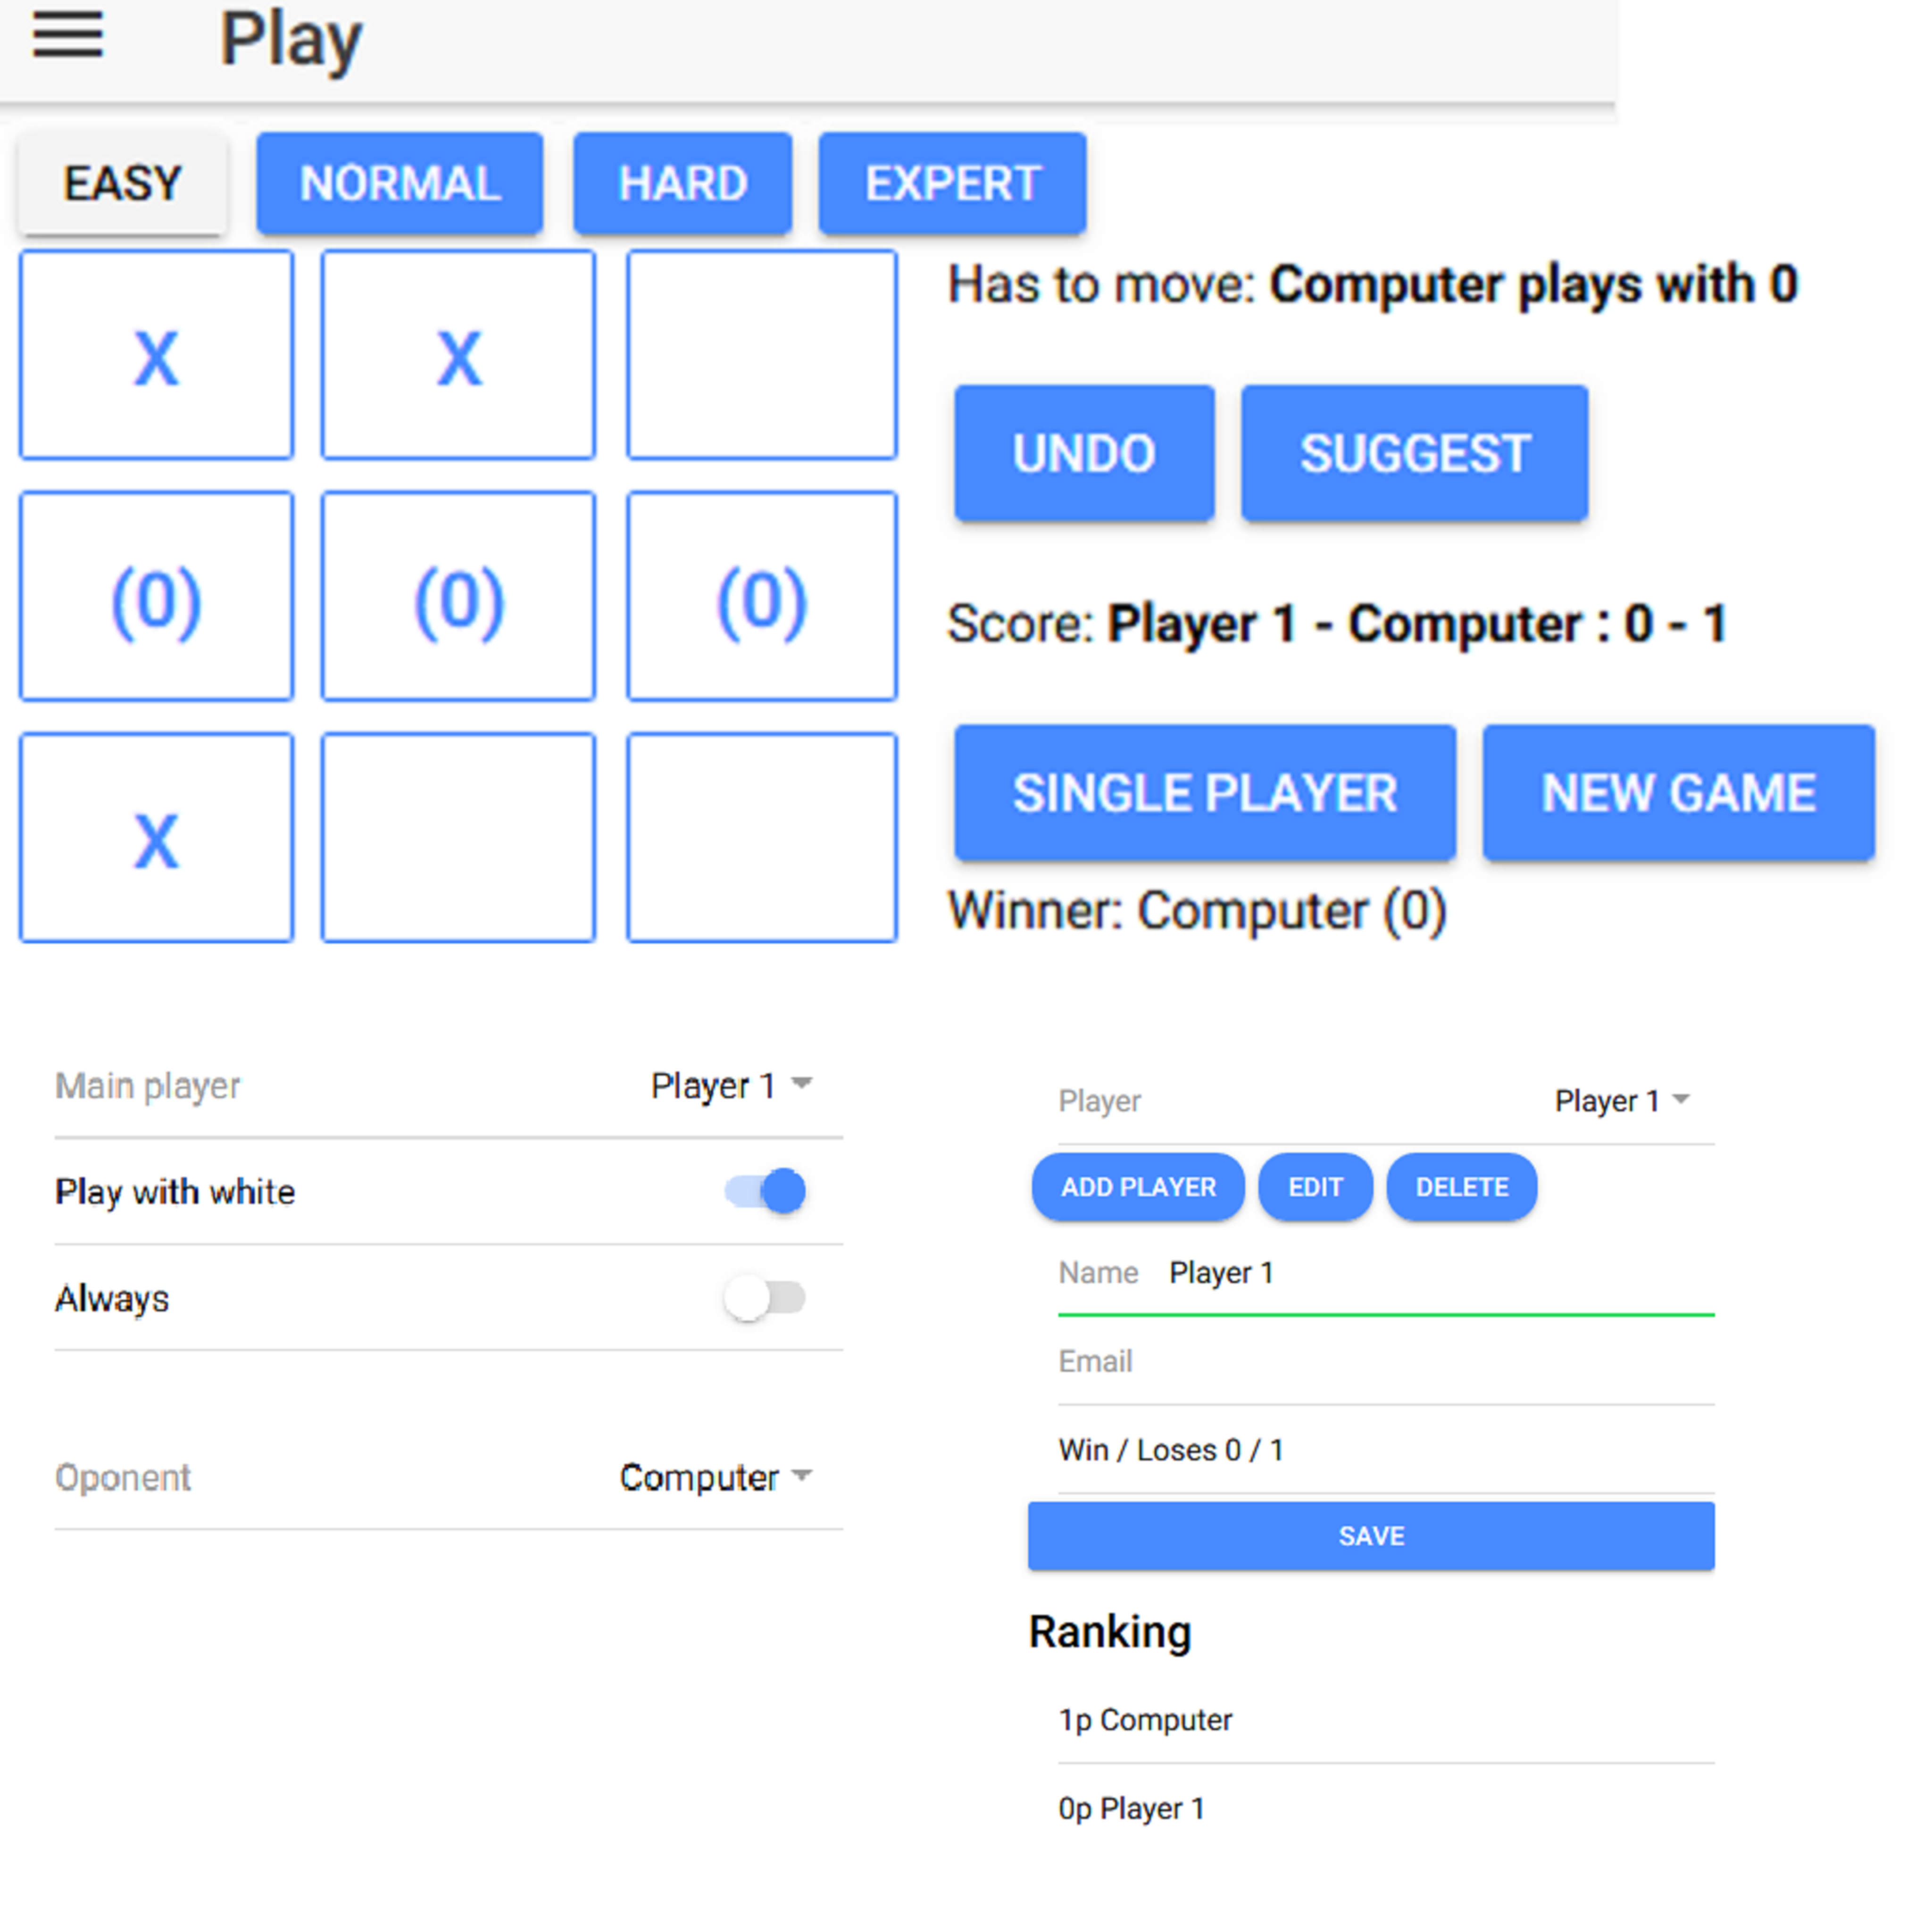 Play
EASY NORMAL HARD EXPERT
Has to move: Computer plays with 0
X X
UNDO SUGGEST
(0) (0) (0)
Score: Player 1 - Computer : 0 - 1
SINGLE PLAYER NEW GAME
X
Winner: Computer (0)
Main player Player 1
Play with white
Always
Oponent Computer
Player Player 1
ADD PLAYER EDIT DELETE
Name Player 1
Email
Win / Loses 0 / 1
SAVE
Ranking
1p Computer
0p Player 1